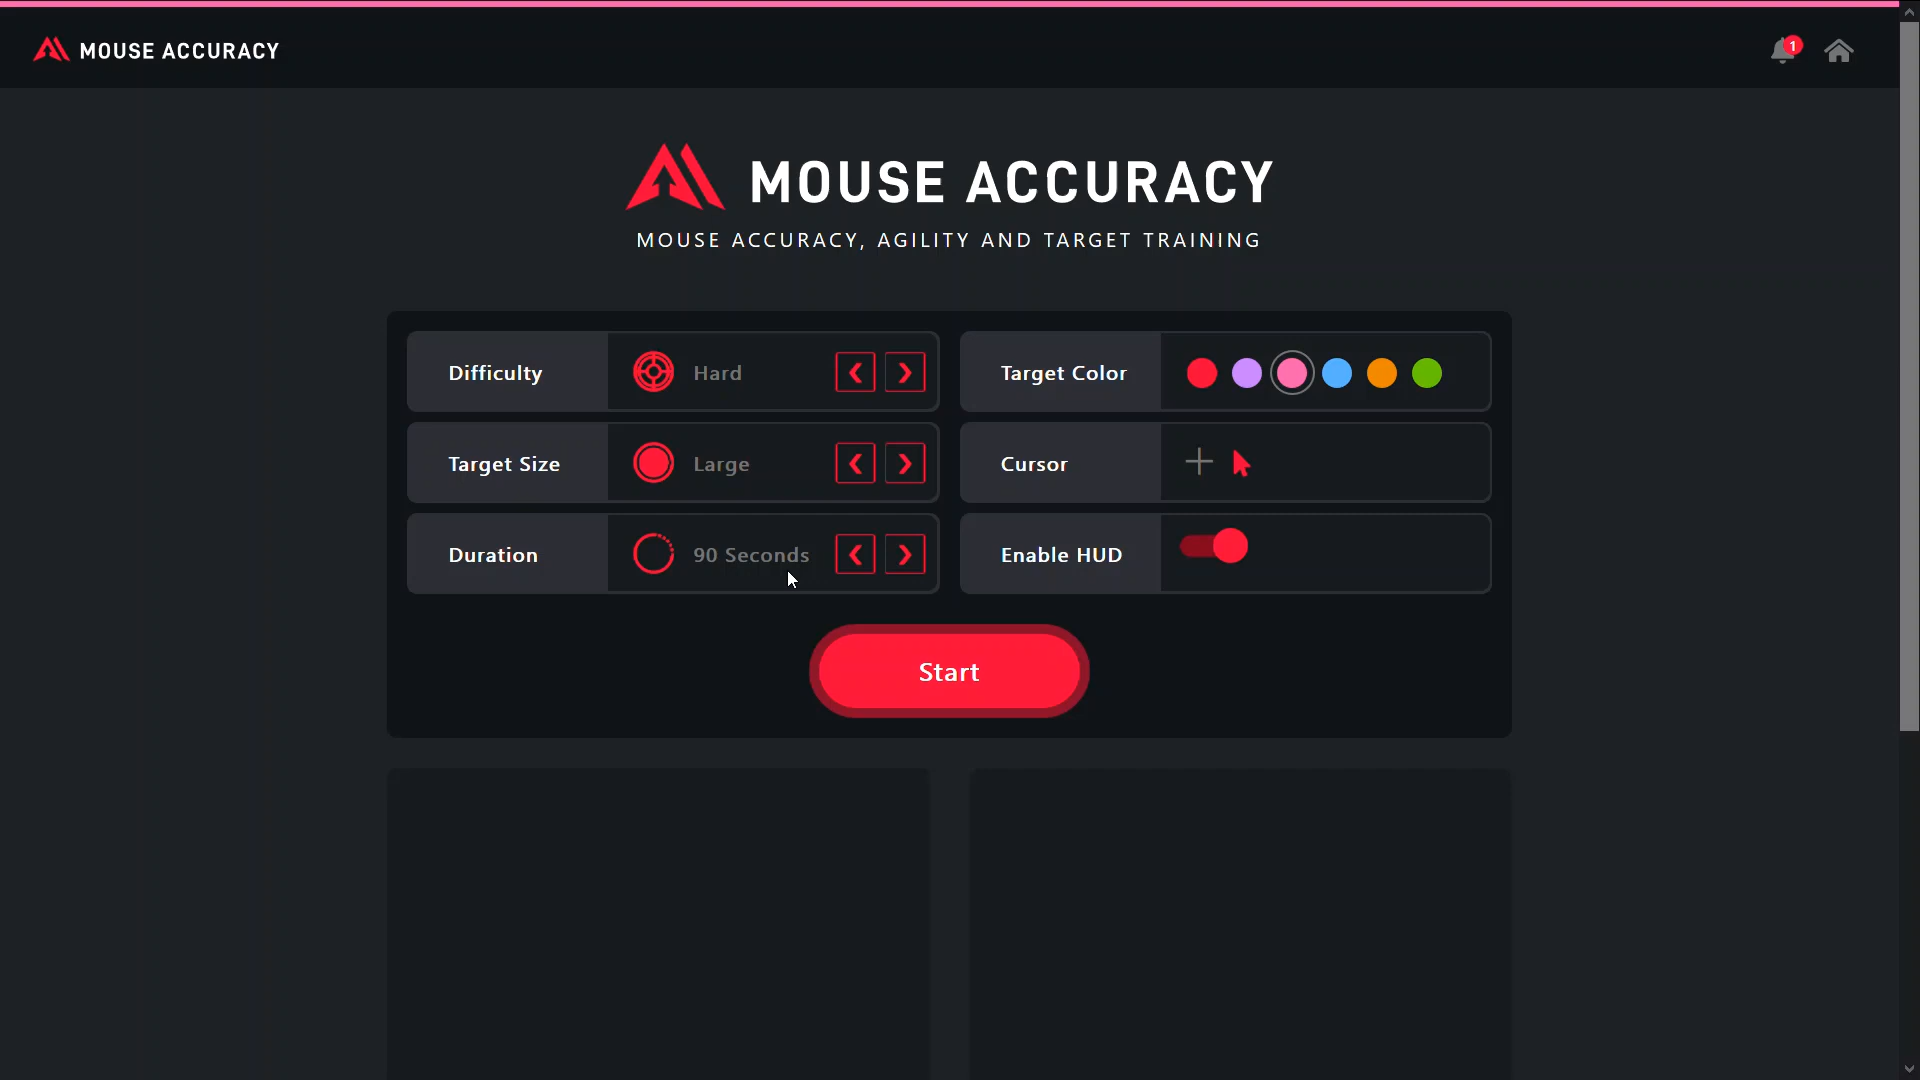 MOUSE ACCURACY
1
MOUSE ACCURACY
MOUSE ACCURACY, AGILITY AND TARGET TRAINING
Difficulty
Hard
Target Color
Target Size
Large
Cursor
Duration
90 Seconds
Enable HUD
Start